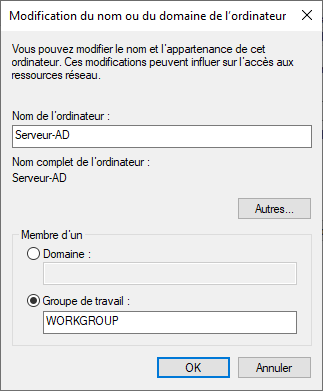 Modification du nom ou du domaine de l'ordinateur
Vous pouvez modifier le nom et l'appartenance de cet
ordinateur. Ces modifications peuvent influer sur l'accès aux
ressources réseau.
Nom de l'ordinateur :
Serveur-AD
Nom complet de l'ordinateur :
Serveur-AD
Autres...
Membre d'un
Domaine :
Groupe de travail :
WORKGROUP
OK
Annuler